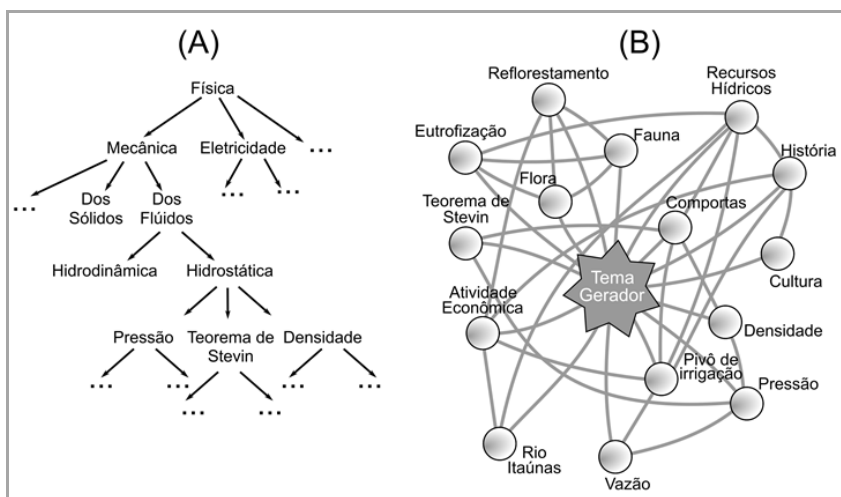 (A)
Física
Mecânica
Eletricidade
...
...
Dos
Sólidos
Dos
Flúidos
...
...
Hidrodinâmica
Hidrostática
Pressão
Teorema de
Stevin
Densidade
...
...
...
...
...
...
(B)
Reflorestamento
Recursos
Hídricos
Eutrofização
Fauna
História
Flora
Teorema de
Stevin
Comportas
Tema
Gerador
Cultura
Atividade
Econômica
Densidade
Pivô de
irrigação
Pressão
Rio
Itaúnas
Vazão